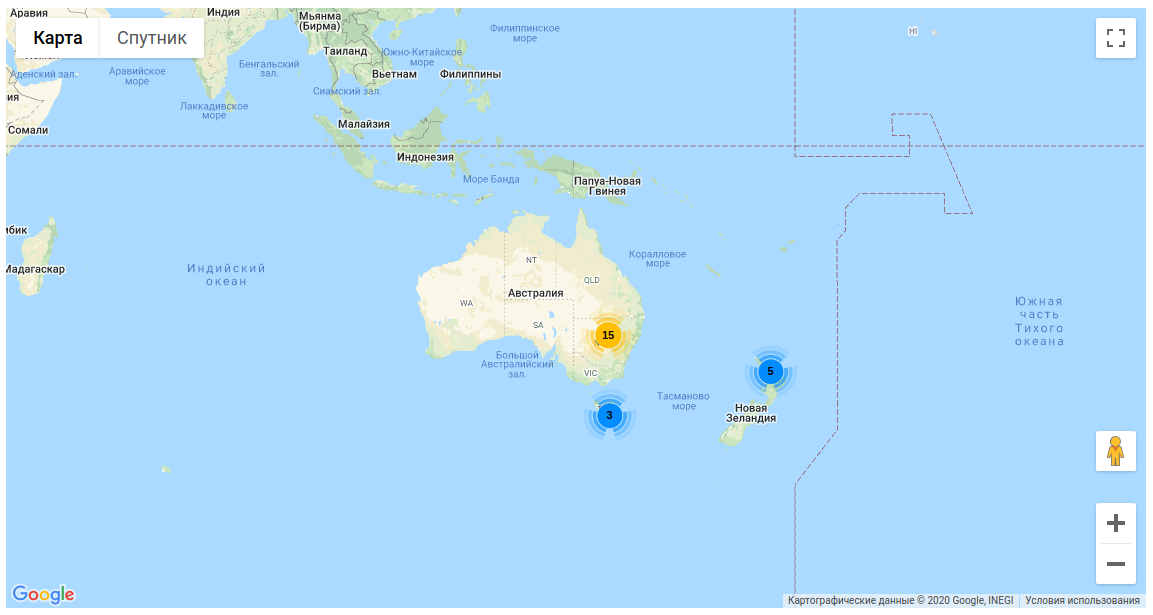 Аравия
Индия
Мьянма
(Бирма)
Филиппинское
море
HI
Карта
Спутник
Таиланд
Южно-Китайское
море
Аденский зал.
Аравийское
море
Бенгальский
зал.
Вьетнам
Филиппины
Сиамский зал.
ия
Лаккадивское
море
Сомали
Малайзия
Индонезия
Море Банда
Папуа-Новая
Гвинея
мбик
Мадагаскар
Индийский
океан
NT
Коралловое
море
QLD
WA
Австралия
SA
15
Южная
часть
Тихого
океана
Большой
Австралийский
зал.
VIC
5
3
Тасманово
море
Новая
Зеландия
Google
Картографические данные © 2020 Google, INEGI
Условия использования